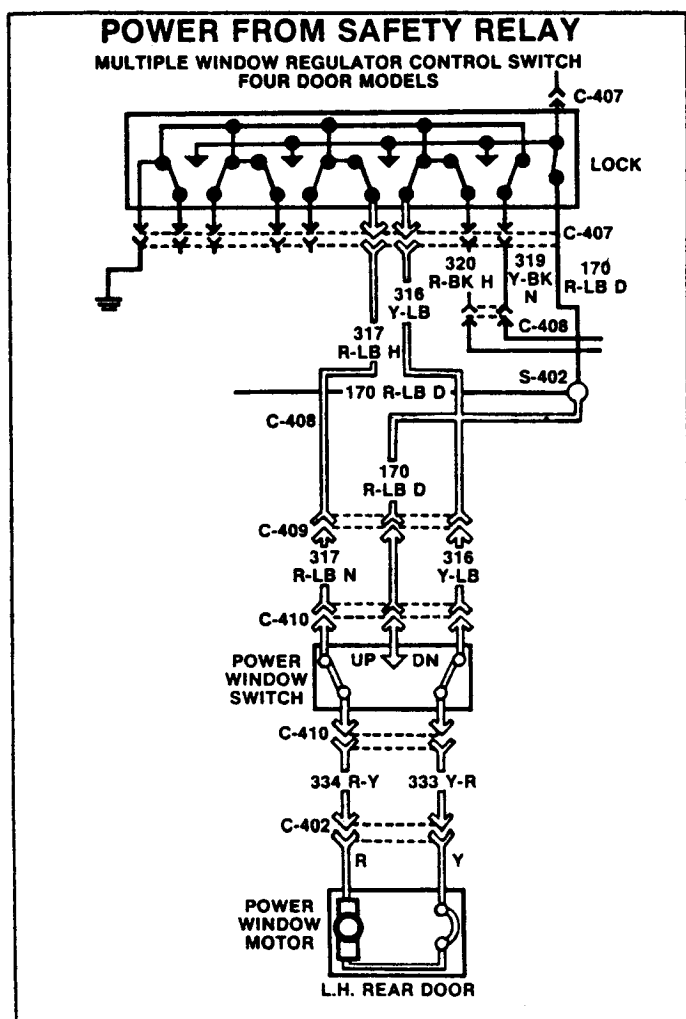 POWER FROM SAFETY RELAY
MULTIPLE WINDOW REGULATOR CONTROL SWITCH
FOUR DOOR MODELS
C-407
LOCK
C-407
320
R-BK H
319
Y-BK
N
170
R-LB D
316
Y-LB
C-408
317
R-LB H
S-402
170 R-LB D
C-408
170
R-LB D
C-409
317
R-LB N
316
Y-LB
C-410
POWER
WINDOW
SWITCH
UP
DN
C-410
334 R-Y
333 Y-R
C-402
R
Y
POWER
WINDOW
MOTOR
L.H. REAR DOOR